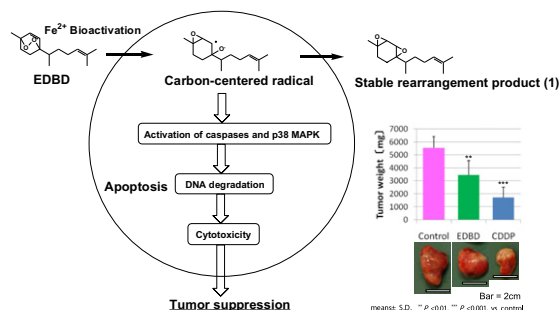 Fe2+ Bioactivation
Me
O
O
EDBD
Carbon-centered radical
Stable rearrangement product (1)
Activation of caspases and p38 MAPK
Apoptosis
DNA degradation
Cytotoxicity
Tumor suppression
Tumor weight [mg]
7000
6000
5000
4000
3000
2000
1000
0
**
***
Control EDBD CDDP
Bar = 2cm
means± S.D. ** P <0.01, *** P <0.001, vs. control